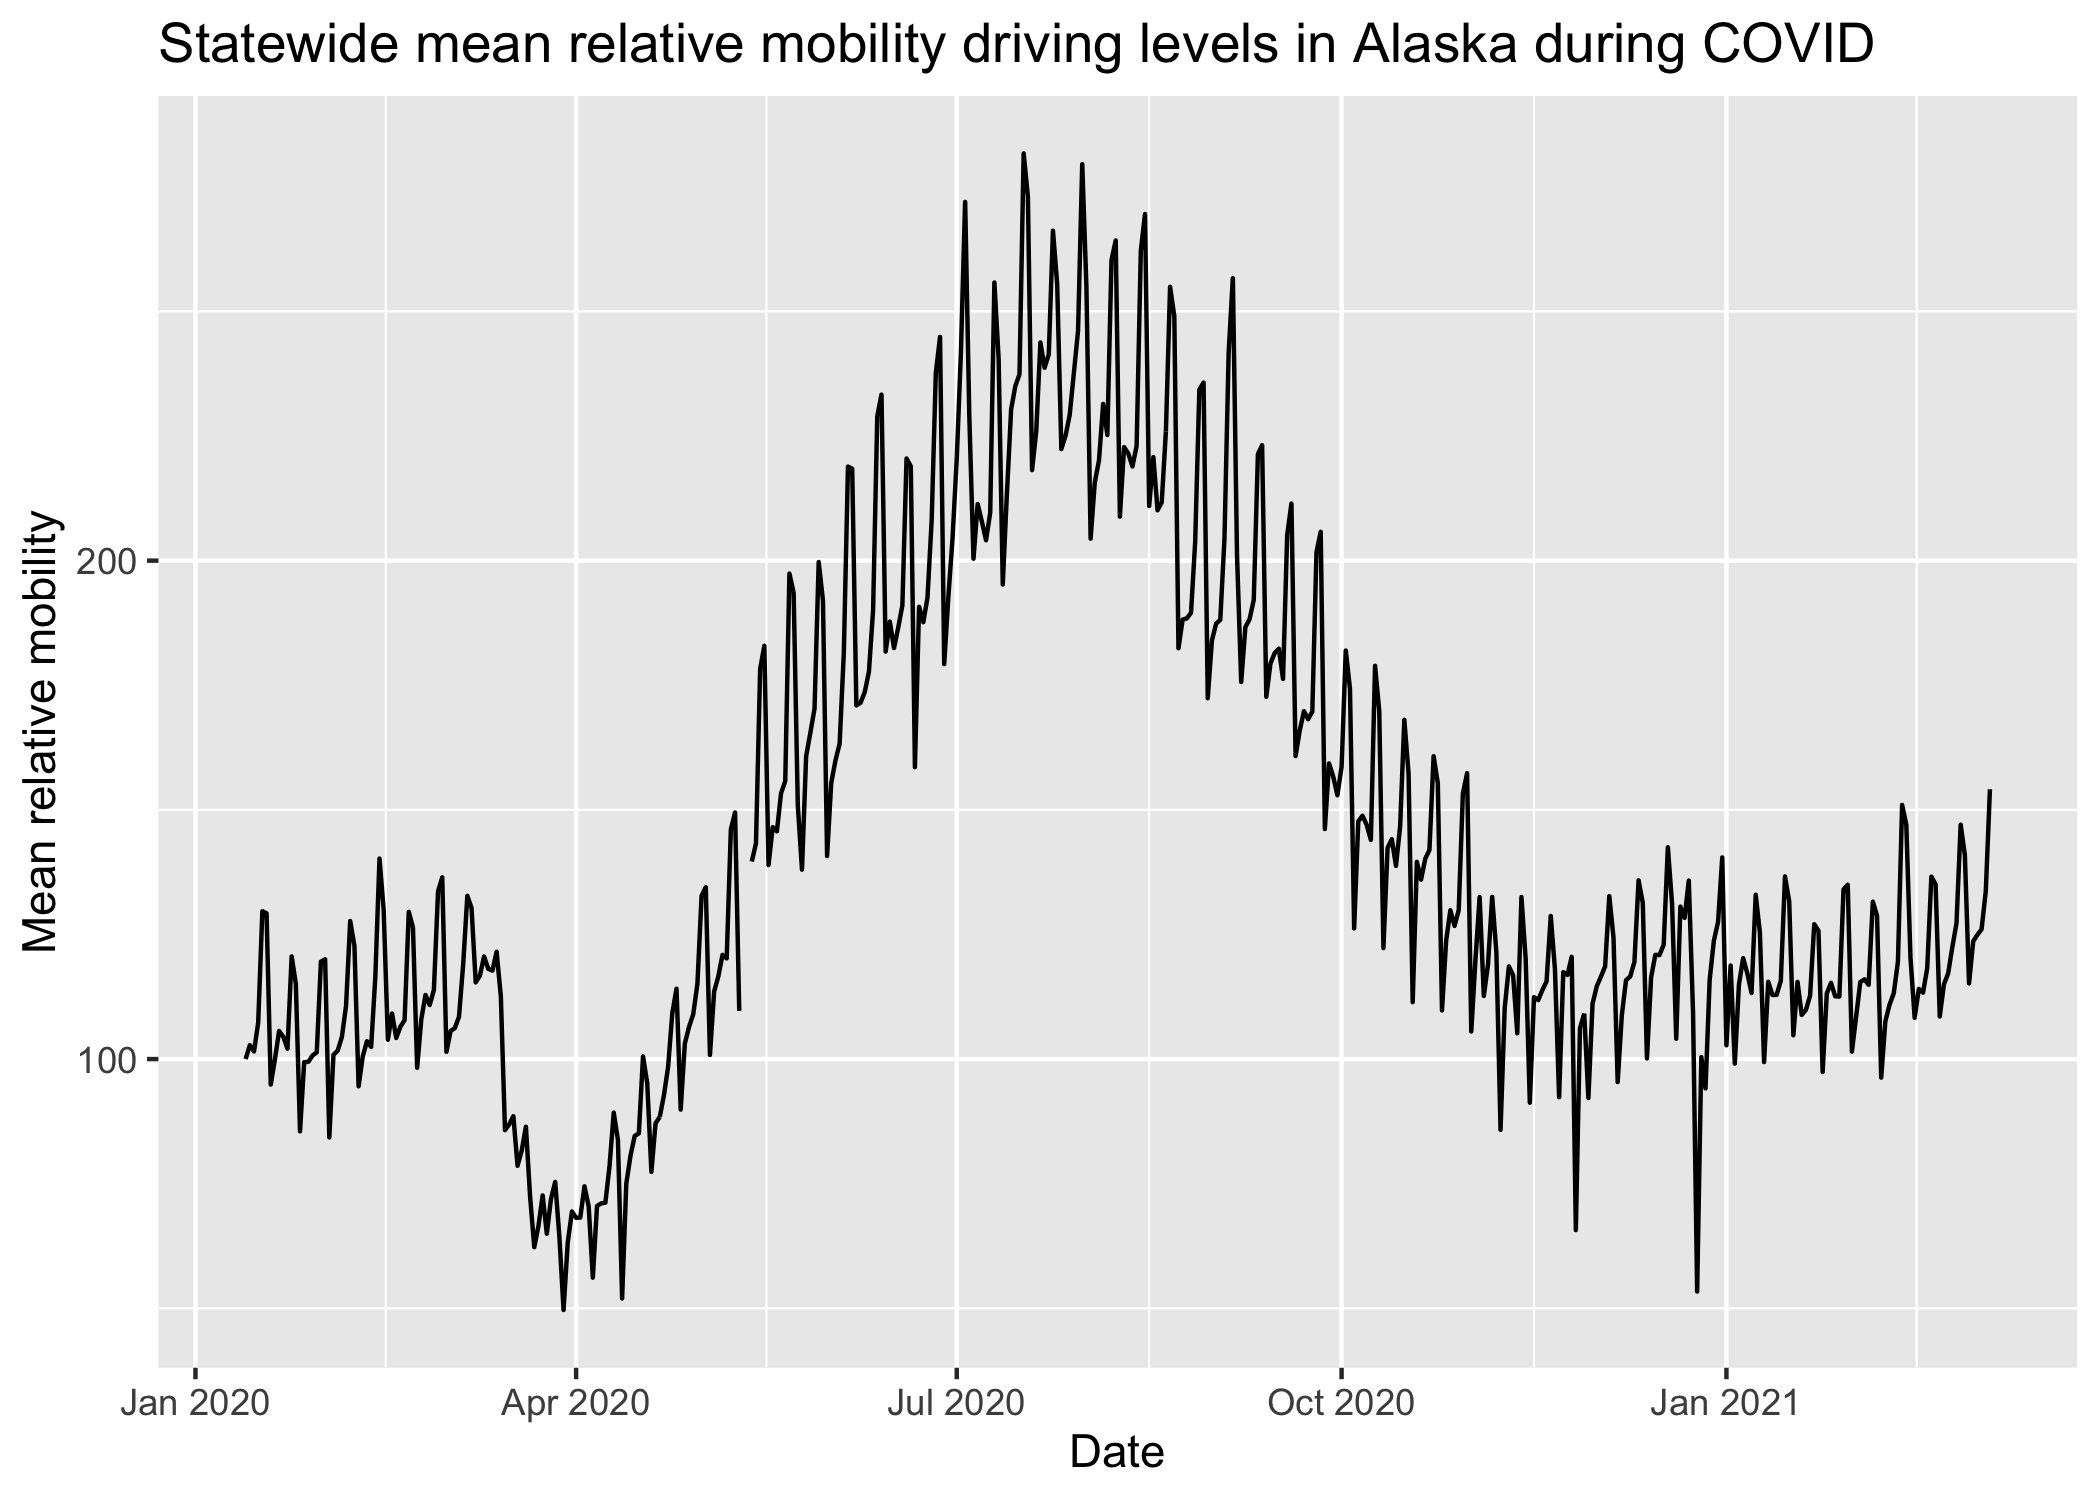 Statewide mean relative mobility driving levels in Alaska during COVID
Mean relative mobility
200
100
Jan 2020
Apr 2020
Jul 2020
Oct 2020
Jan 2021
Date